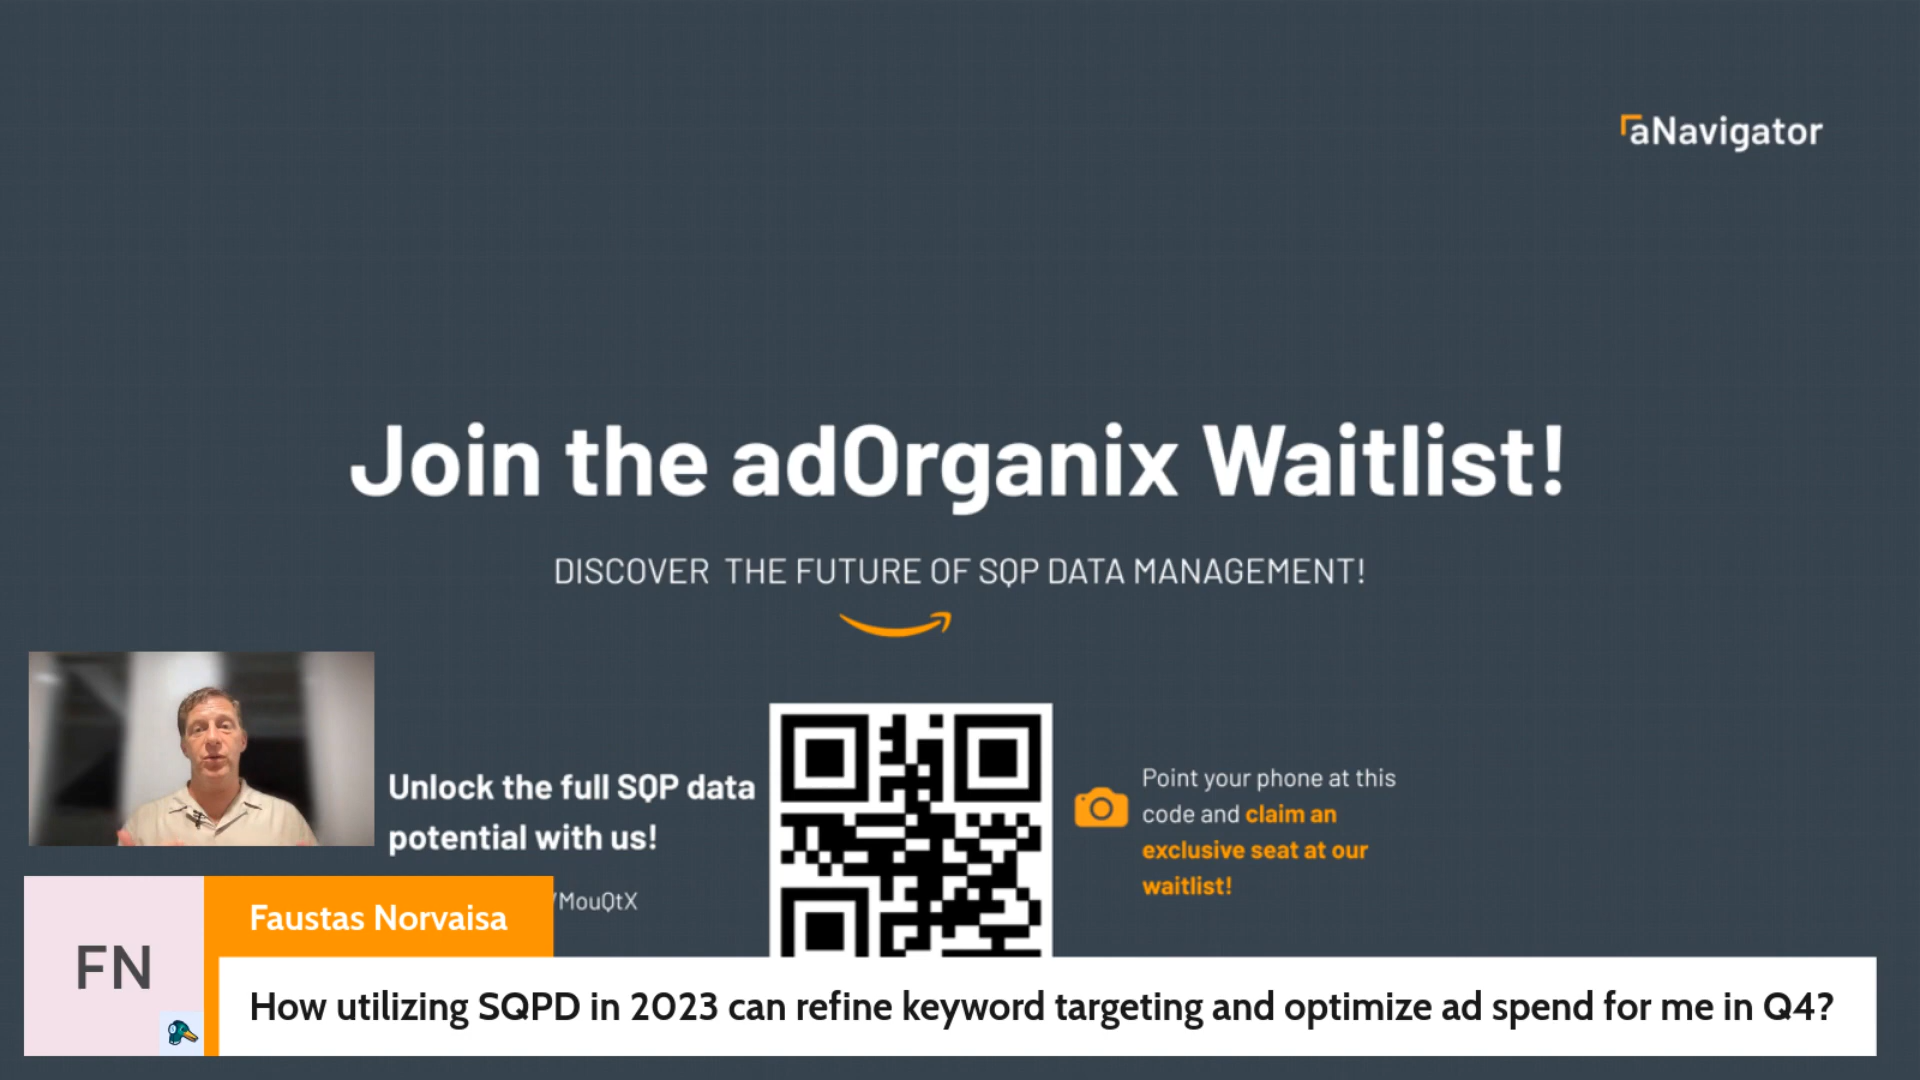 aNavigator
Join the adOrganix Waitlist!
DISCOVER THE FUTURE OF SQP DATA MANAGEMENT!
Unlock the full SQP data
potential with us!
/MouQtX
Point your phone at this
code and claim an
exclusive seat at our
waitlist!
FN
Faustas Norvaisa
How utilizing SQPD in 2023 can refine keyword targeting and optimize ad spend for me in Q4?